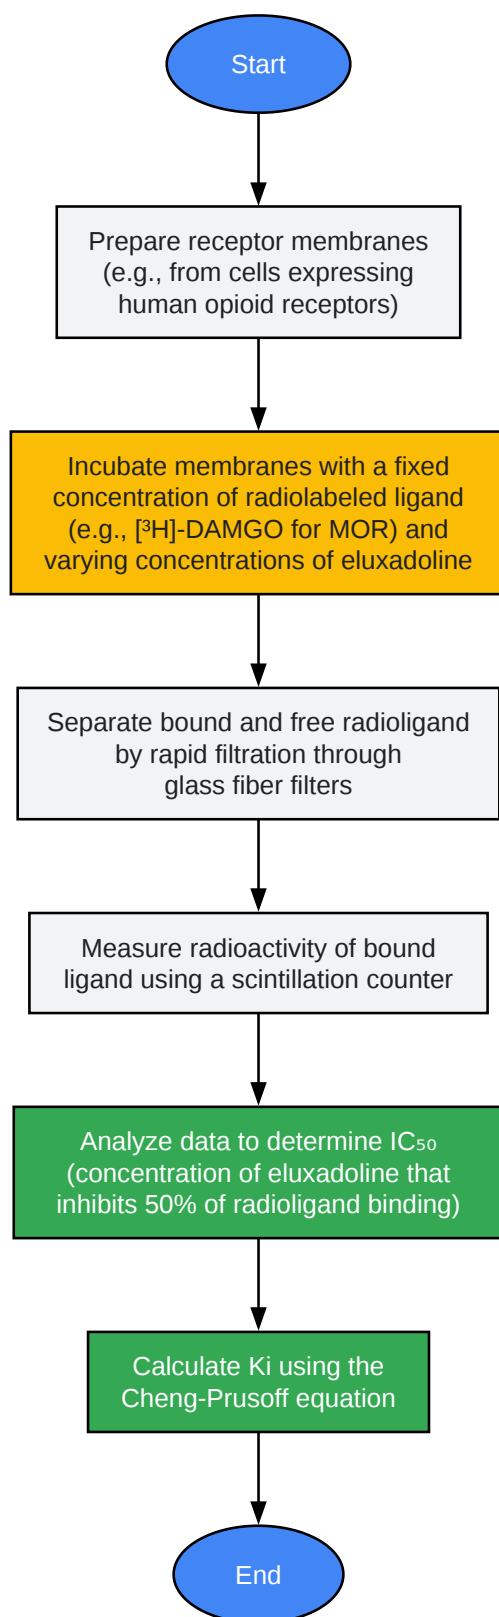 Start
Prepare receptor membranes
(e.g., from cells expressing
human opioid receptors)
Incubate membranes with a fixed
concentration of radiolabeled ligand
(e.g., [³H]-DAMGO for MOR) and
varying concentrations of eluxadoline
Separate bound and free radioligand
by rapid filtration through
glass fiber filters
Measure radioactivity of bound
ligand using a scintillation counter
Analyze data to determine IC₅₀
(concentration of eluxadoline that
inhibits 50% of radioligand binding)
Calculate Ki using the
Cheng-Prusoff equation
End